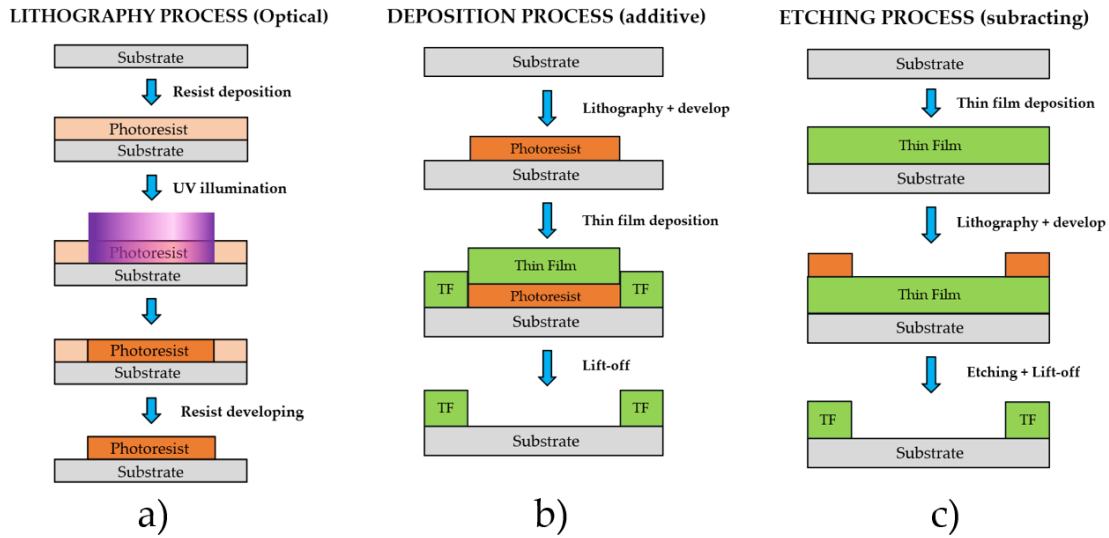 LITHOGRAPHY PROCESS (Optical)
Substrate
Resist deposition
Photoresist
Substrate
UV illumination
Photoresist
Substrate
Photoresist
Substrate
Resist developing
Photoresist
Substrate
a)
DEPOSITION PROCESS (additive)
Substrate
Lithography + develop
Photoresist
Substrate
Thin film deposition
Thin Film
TF
Photoresist
TF
Substrate
Lift-off
TF
TF
Substrate
b)
ETCHING PROCESS (subracting)
Substrate
Thin film deposition
Thin Film
Substrate
Lithography + develop
Thin Film
Substrate
Etching + Lift-off
TF
TF
Substrate
c)